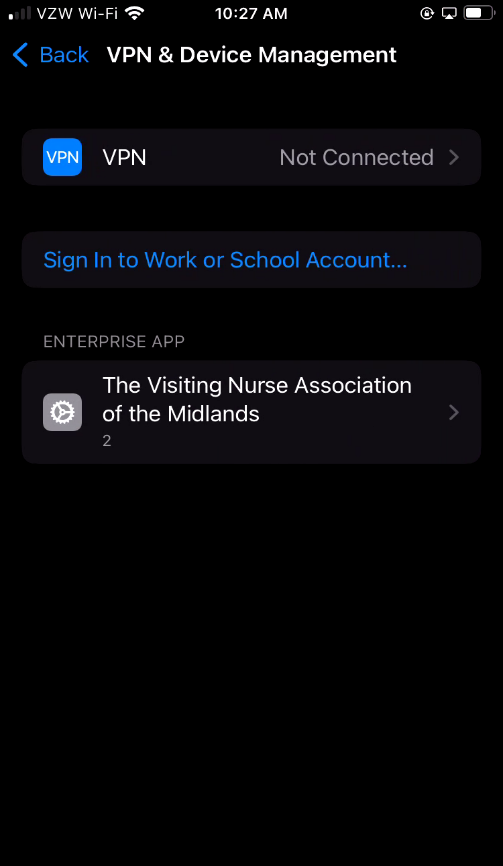 VZW Wi-Fi 10:27 AM
Back VPN & Device Management
VPN VPN Not Connected
Sign In to Work or School Account...
ENTERPRISE APP
The Visiting Nurse Association
of the Midlands
2